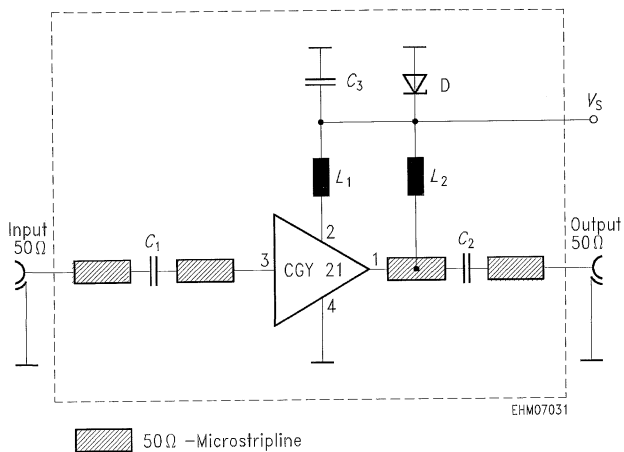 C3
D
VS
L1
L2
Input
50Ω
C1
2
3
CGY 21
1
4
C2
Output
50Ω
EHM07031
50Ω -Microstripline